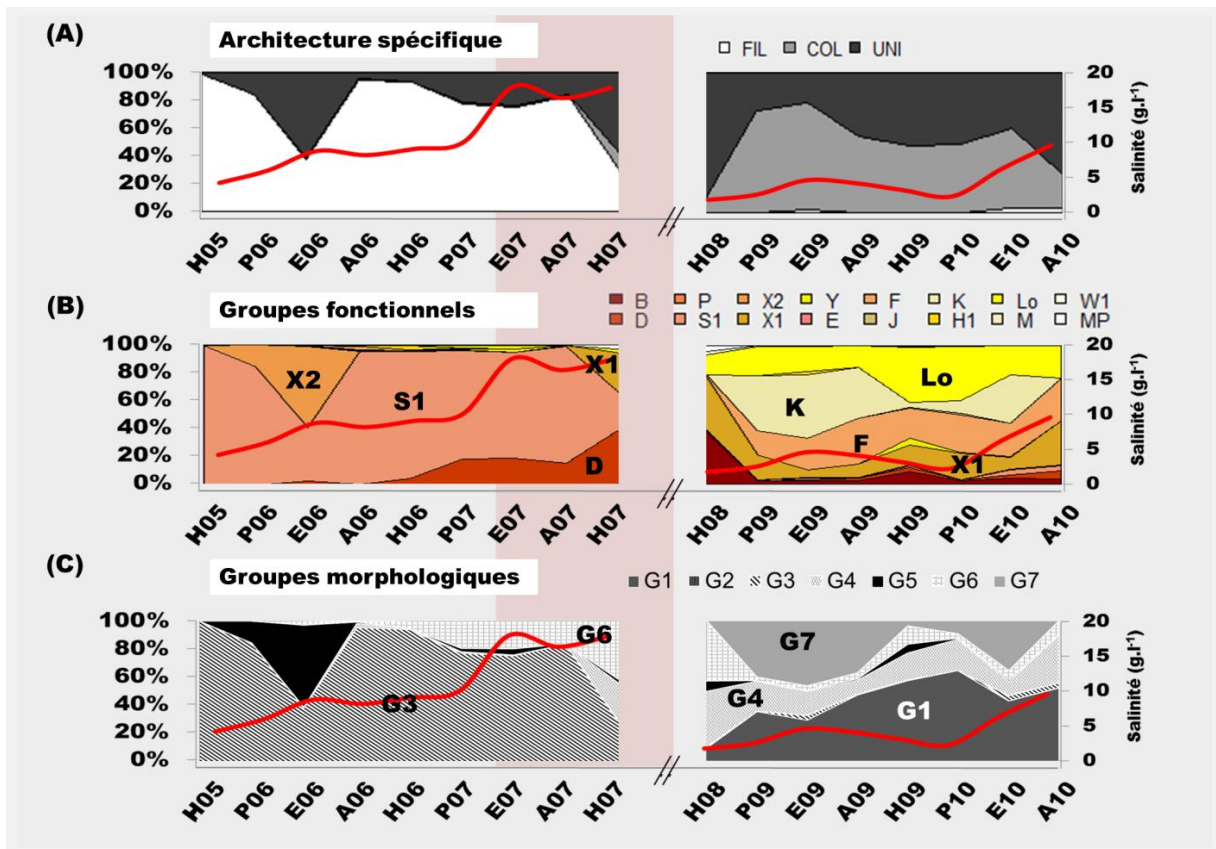 (A)
Architecture spécifique
FIL COL UNI
100%
80%
60%
40%
20%
0%
20
15
10
5
0
Salinité (g.l⁻¹)
//
H05 P06 E06 A06 H06 P07 E07 A07 H07
H08 P09 E09 A09 H09 P10 E10 A10
(B)
Groupes fonctionnels
B P X2 Y F K Lo W1
D S1 X1 E J H1 M MP
100%
80%
60%
40%
20%
0%
X2
S1
X1
D
K
Lo
F
X1
20
15
10
5
0
Salinité (g.l⁻¹)
//
H05 P06 E06 A06 H06 P07 E07 A07 H07
H08 P09 E09 A09 H09 P10 E10 A10
(C)
Groupes morphologiques
G1 G2 G3 G4 G5 G6 G7
100%
80%
60%
40%
20%
0%
G6
G3
G7
G4
G1
20
15
10
5
0
Salinité (g.l⁻¹)
//
H05 P06 E06 A06 H06 P07 E07 A07 H07
H08 P09 E09 A09 H09 P10 E10 A10